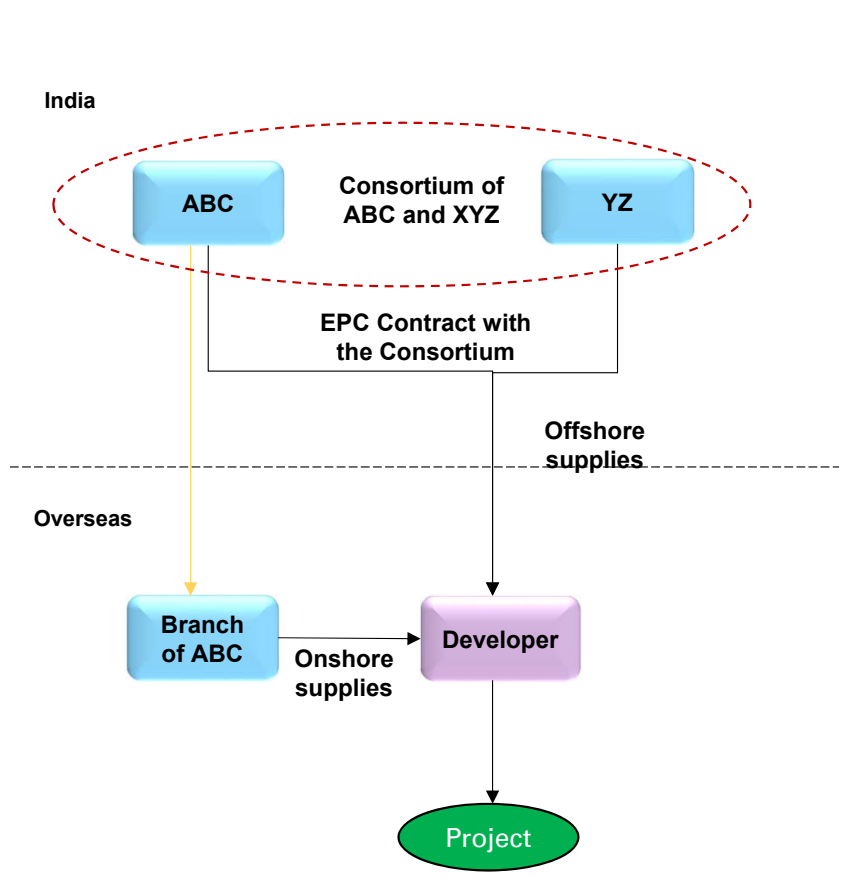 India
ABC
Consortium of
ABC and XYZ
YZ
EPC Contract with
the Consortium
Offshore
supplies
Overseas
Branch
of ABC
Onshore
supplies
Developer
Project